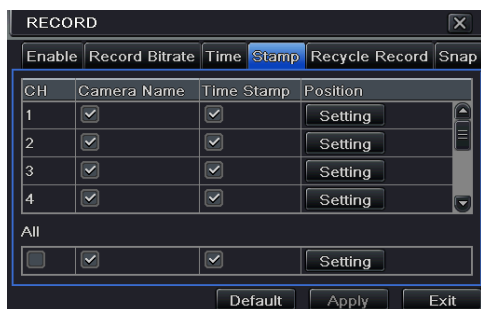 RECORD
Enable Record Bitrate Time Stamp Recycle Record Snap
CH Camera Name Time Stamp Position
1 Setting
2 Setting
3 Setting
4 Setting
All
Setting
Default Apply Exit